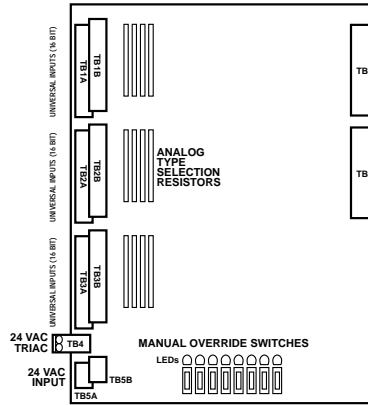 UNIVERSAL INPUTS (16 BIT)
TB1A
TB1B
TB
UNIVERSAL INPUTS (16 BIT)
TB2A
TB2B
ANALOG
TYPE
SELECTION
RESISTORS
TB
UNIVERSAL INPUTS (16 BIT)
TB3A
TB3B
24 VAC
TRIAC
TB4
MANUAL OVERRIDE SWITCHES
LEDs
24 VAC
INPUT
TB5B
TB5A